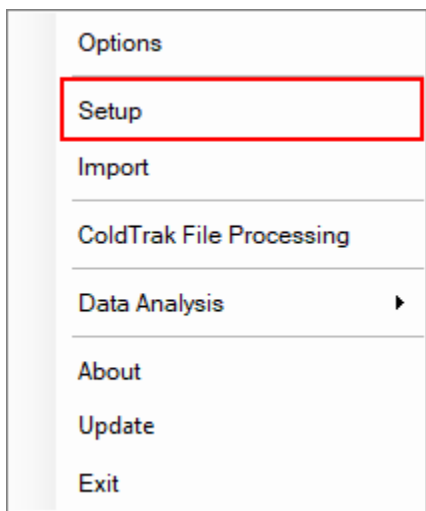 Options
Setup
Import
ColdTrak File Processing
Data Analysis
About
Update
Exit